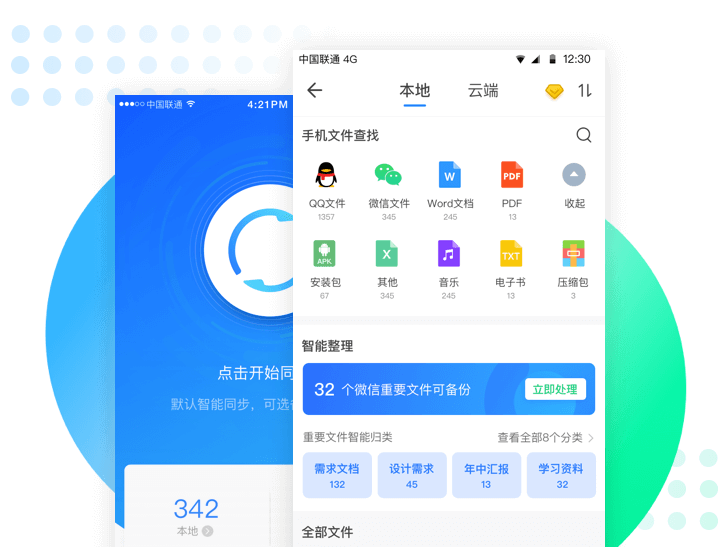 中国联通 4:21PM
点击开始同
默认智能同步，可选
342
本地
中国联通 4G 12:30
本地 云端
手机文件查找
W PDF
QQ文件 微信文件 Word文档 PDF 收起
1357 345 245 13
APK X TXT
安装包 其他 音乐 电子书 压缩包
67 345 245 13 3
智能整理
32 个微信重要文件可备份 立即处理
重要文件智能归类 查看全部8个分类
需求文档 设计需求 年中汇报 学习资料
132 45 13 32
全部文件